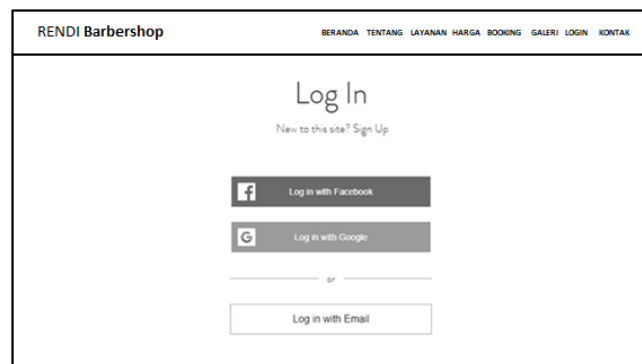 RENDI Barbershop
BERANDA TENTANG LAYANAN HARGA BOOKING GALERI LOGIN KONTAK
Log In
New to this site? Sign Up
Log in with Facebook
Log in with Google
or
Log in with Email